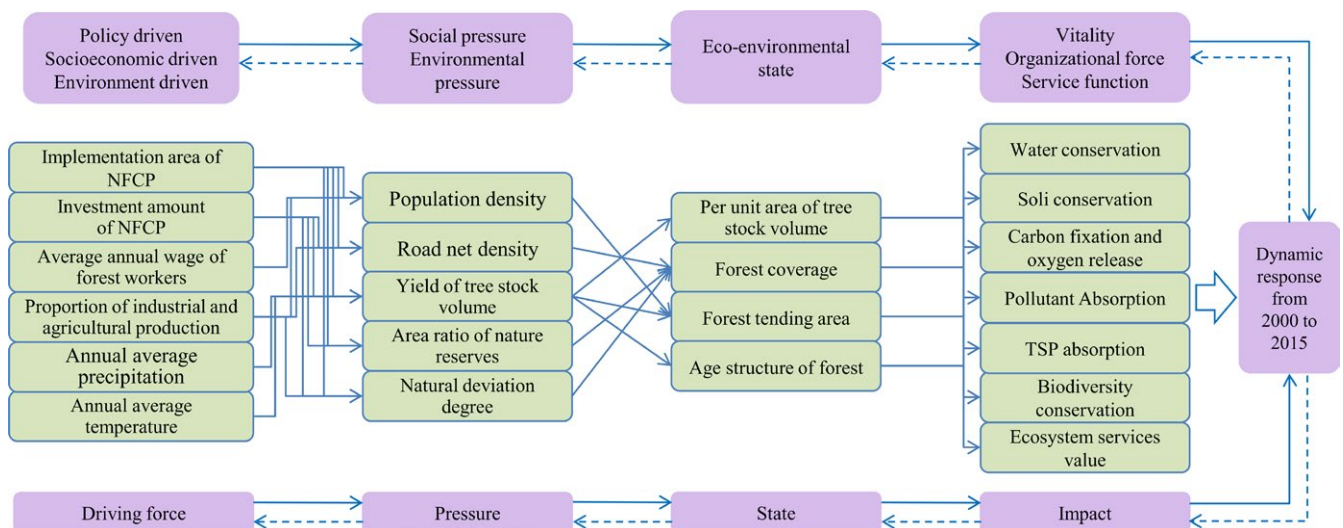 Policy driven
Socioeconomic driven
Environment driven
Social pressure
Environmental
pressure
Eco-environmental
state
Vitality
Organizational force
Service function
Implementation area of
NFCP
Investment amount
of NFCP
Average annual wage of
forest workers
Proportion of industrial and
agricultural production
Annual average
precipitation
Annual average
temperature
Population density
Road net density
Yield of tree stock
volume
Area ratio of nature
reserves
Natural deviation
degree
Per unit area of tree
stock volume
Forest coverage
Forest tending area
Age structure of forest
Water conservation
Soli conservation
Carbon fixation and
oxygen release
Pollutant Absorption
TSP absorption
Biodiversity
conservation
Ecosystem services
value
Dynamic
response
from
2000 to
2015
Driving force
Pressure
State
Impact